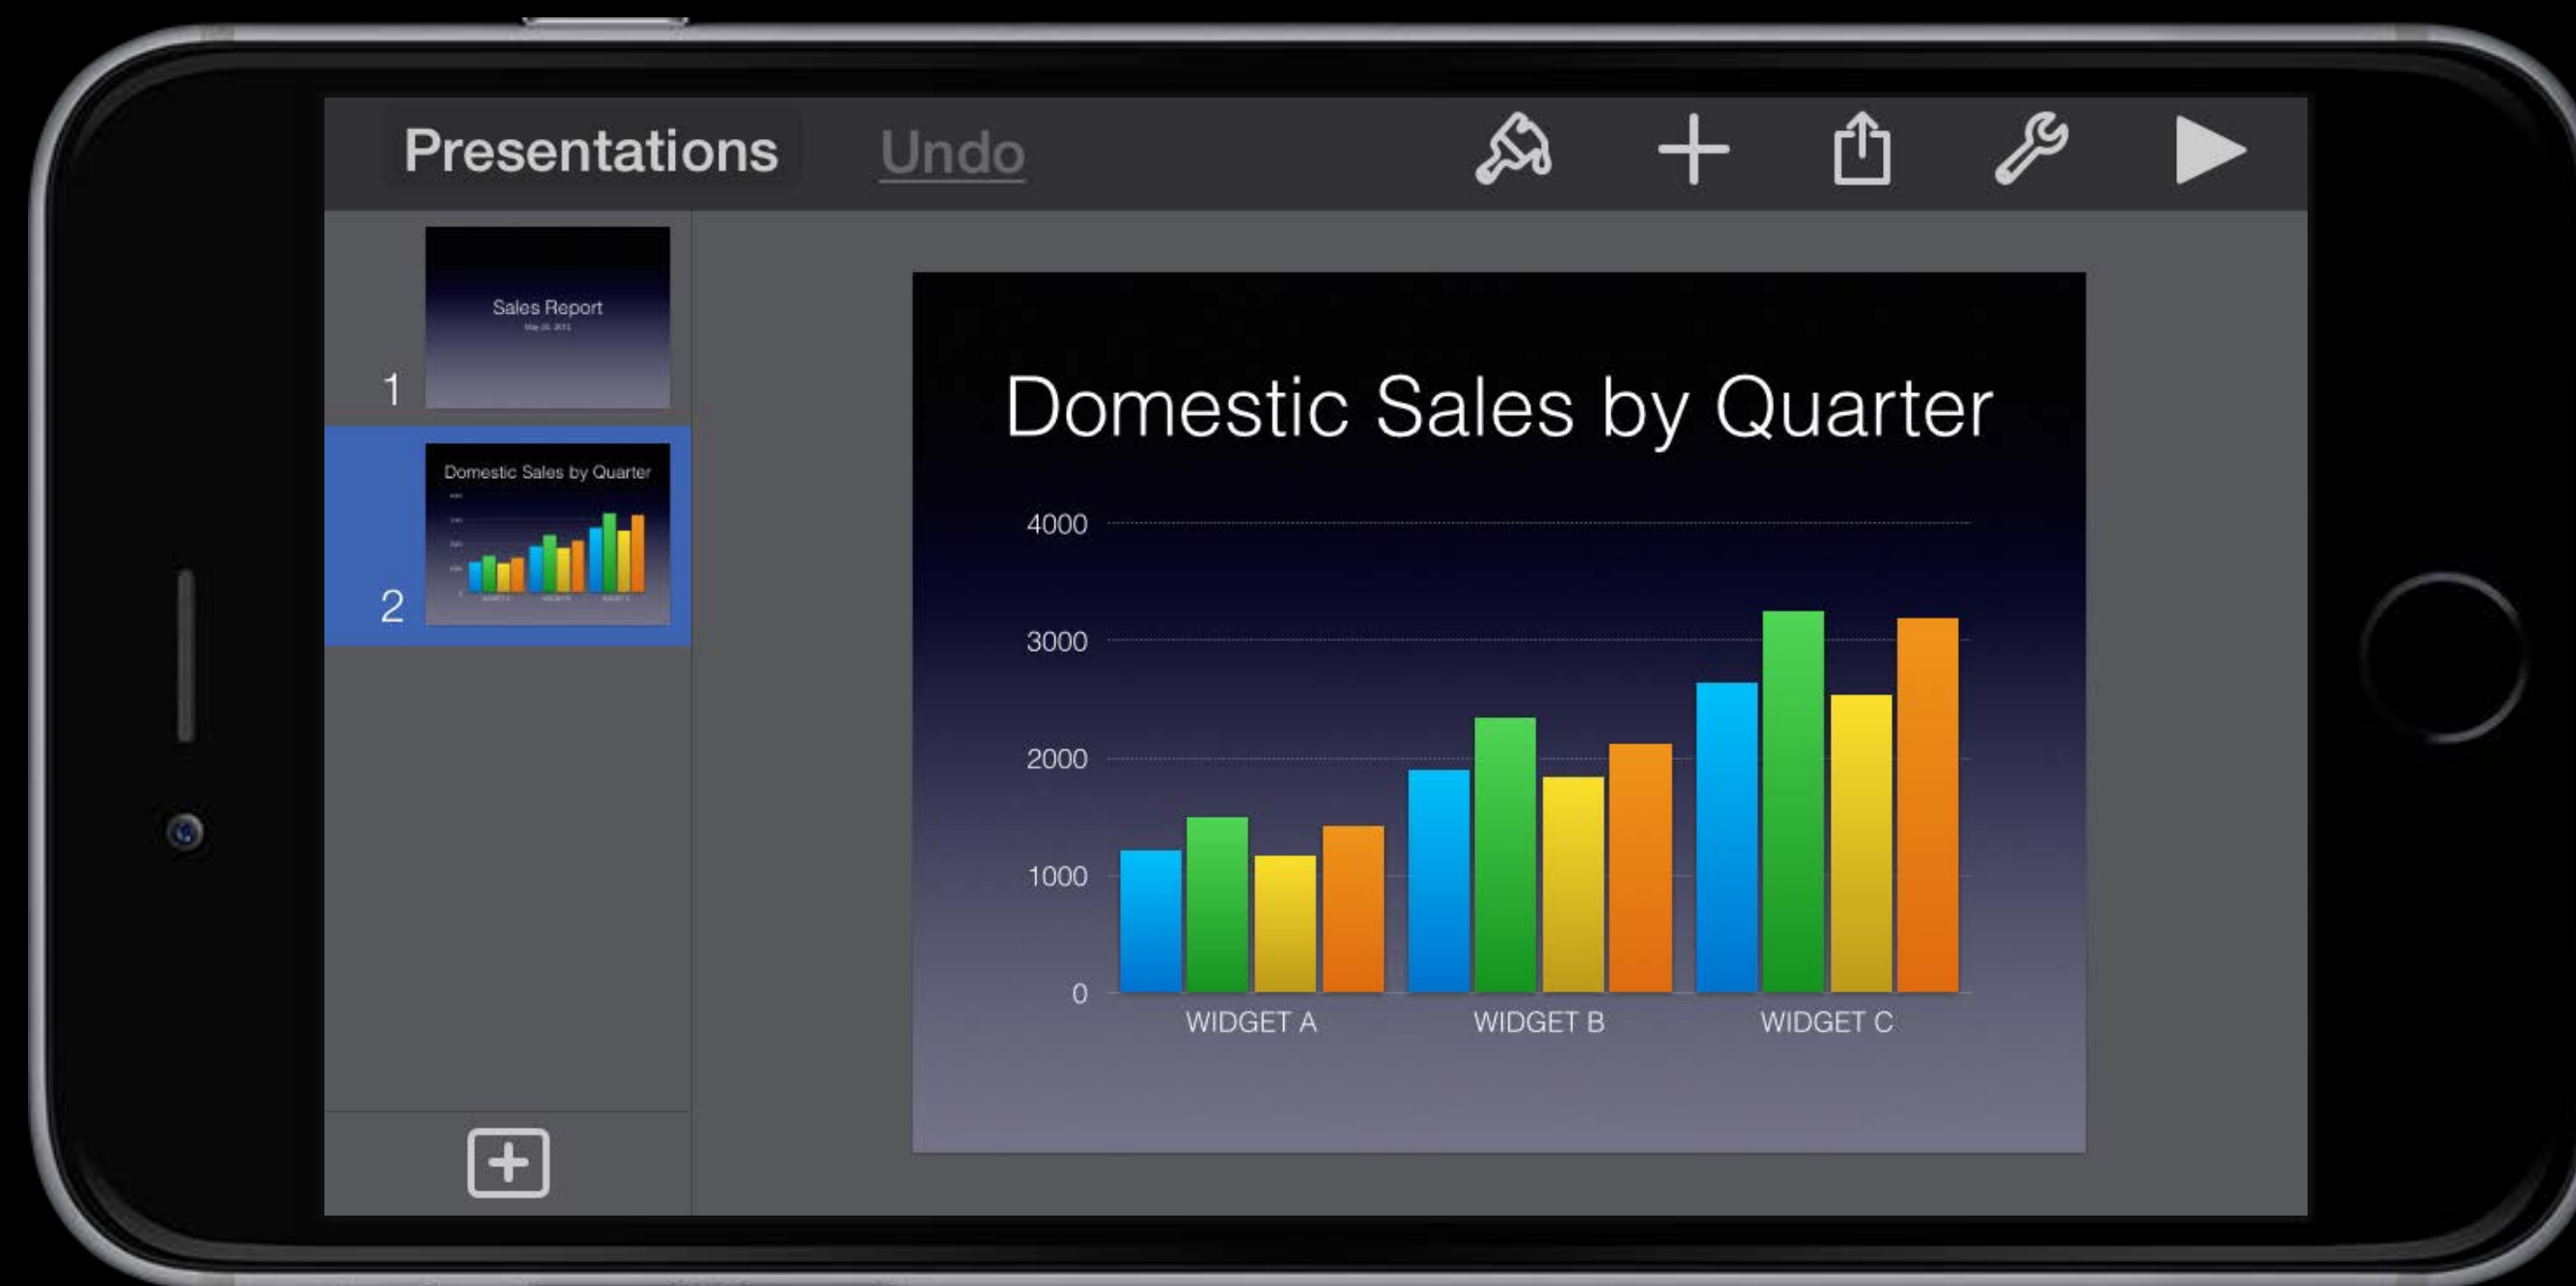 Presentations Undo
Sales Report
1
Domestic Sales by Quarter
2
Domestic Sales by Quarter
4000
3000
2000
1000
0
WIDGET A WIDGET B WIDGET C